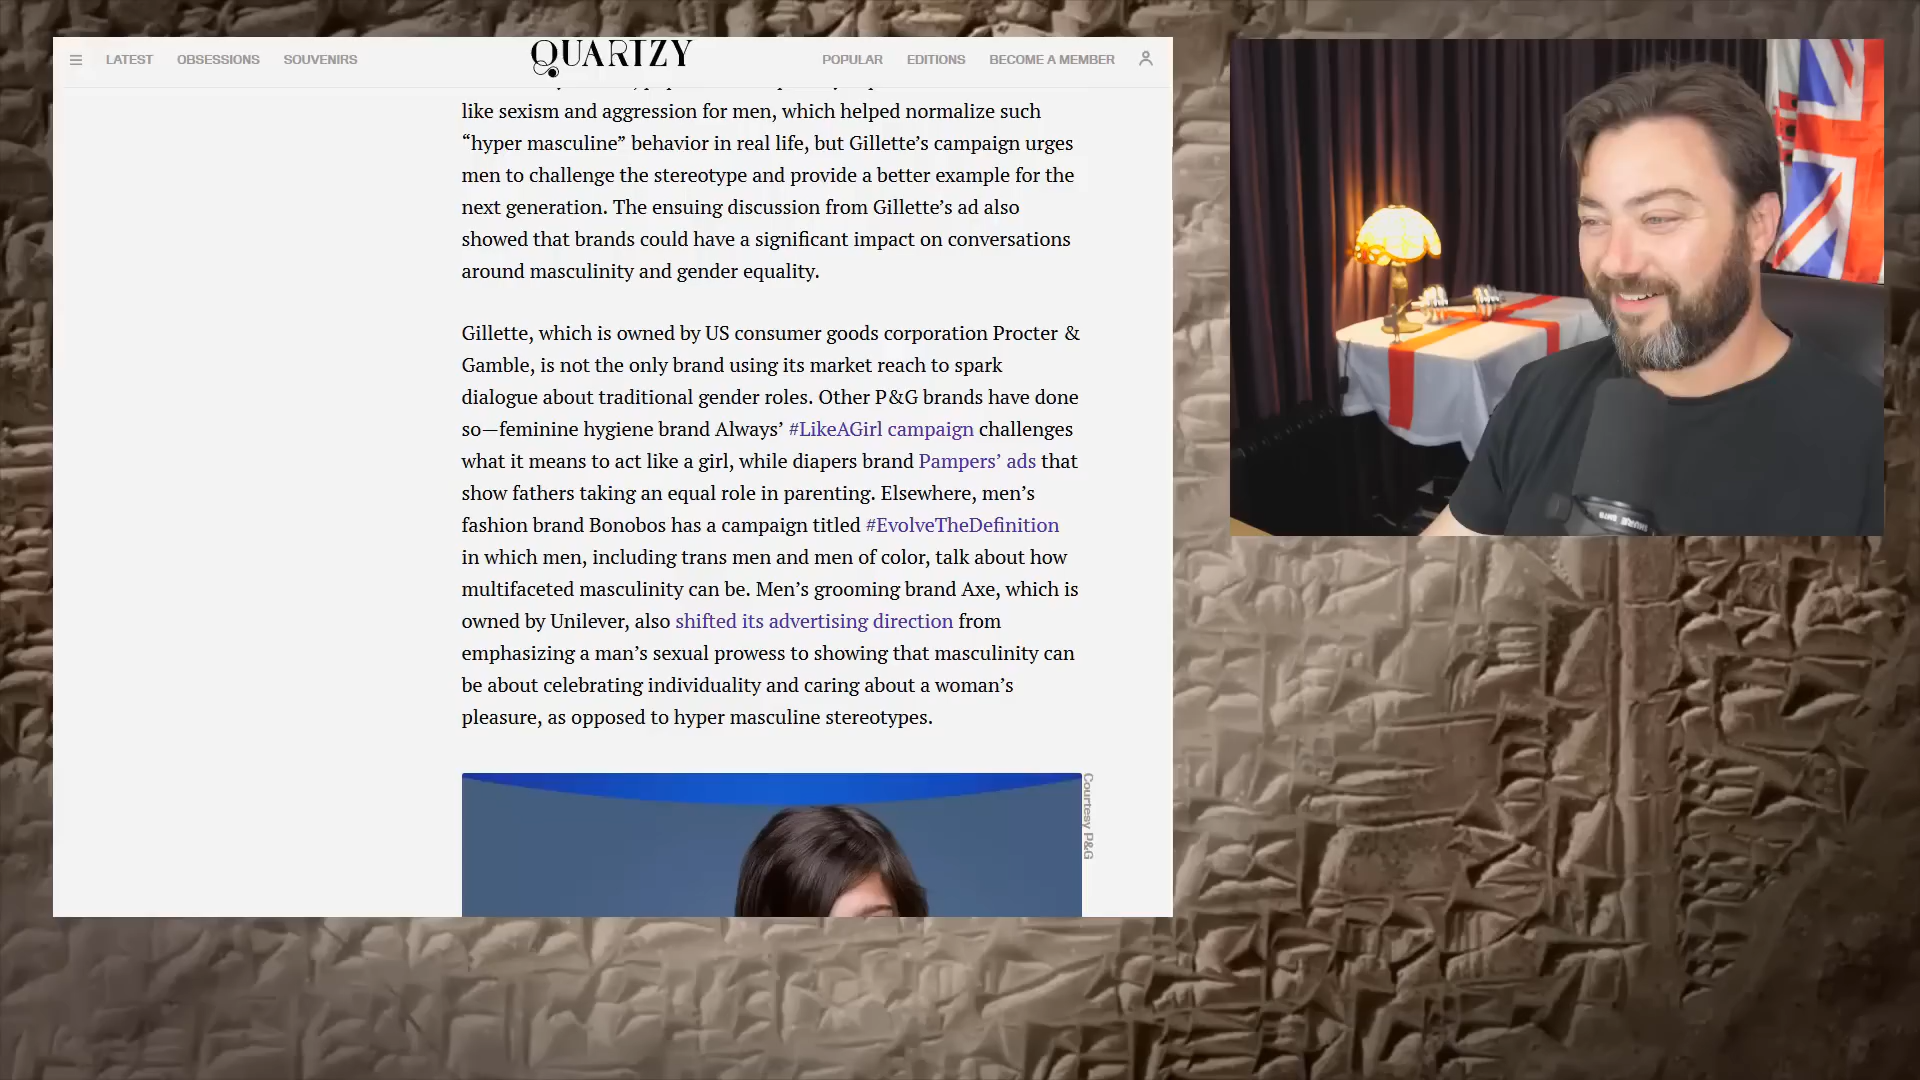 LATEST OBSESSIONS SOUVENIRS QUARTZY POPULAR EDITIONS BECOME A MEMBER
like sexism and aggression for men, which helped normalize such
“hyper masculine” behavior in real life, but Gillette’s campaign urges
men to challenge the stereotype and provide a better example for the
next generation. The ensuing discussion from Gillette’s ad also
showed that brands could have a significant impact on conversations
around masculinity and gender equality.
Gillette, which is owned by US consumer goods corporation Procter &
Gamble, is not the only brand using its market reach to spark
dialogue about traditional gender roles. Other P&G brands have done
so—feminine hygiene brand Always’ #LikeAGirl campaign challenges
what it means to act like a girl, while diapers brand Pampers’ ads that
show fathers taking an equal role in parenting. Elsewhere, men’s
fashion brand Bonobos has a campaign titled #EvolveTheDefinition
in which men, including trans men and men of color, talk about how
multifaceted masculinity can be. Men’s grooming brand Axe, which is
owned by Unilever, also shifted its advertising direction from
emphasizing a man’s sexual prowess to showing that masculinity can
be about celebrating individuality and caring about a woman’s
pleasure, as opposed to hyper masculine stereotypes.
Courtesy P&G
SHURE SM7B